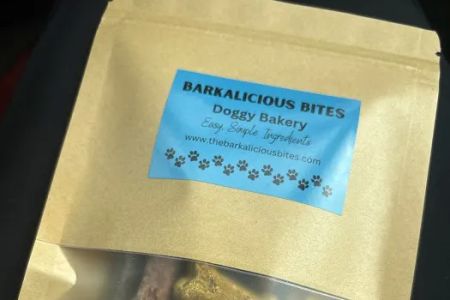 BARKALICIOUS BITES
Doggy Bakery
Easy, Simple Ingredients
www.thebarkaliciousbites.com